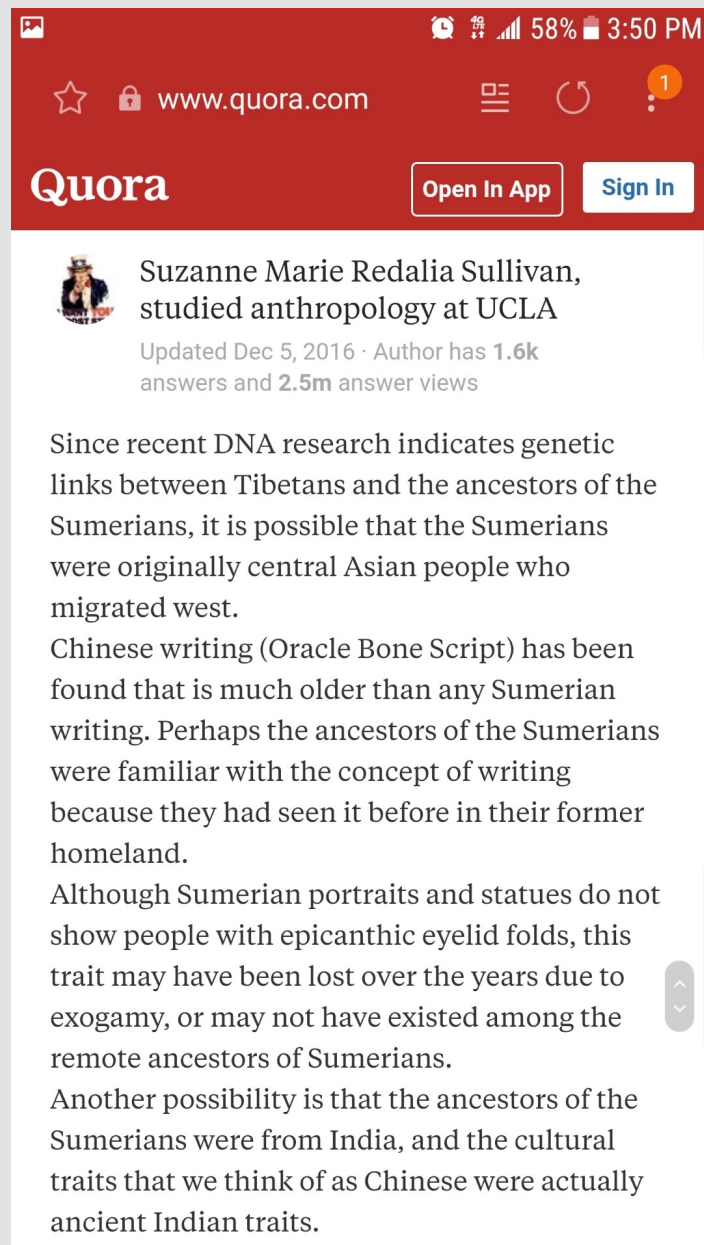 4G LTE 58% 3:50 PM
www.quora.com 1
Quora Open In App Sign In
Suzanne Marie Redalia Sullivan,
studied anthropology at UCLA
Updated Dec 5, 2016 · Author has 1.6k
answers and 2.5m answer views
Since recent DNA research indicates genetic
links between Tibetans and the ancestors of the
Sumerians, it is possible that the Sumerians
were originally central Asian people who
migrated west.
Chinese writing (Oracle Bone Script) has been
found that is much older than any Sumerian
writing. Perhaps the ancestors of the Sumerians
were familiar with the concept of writing
because they had seen it before in their former
homeland.
Although Sumerian portraits and statues do not
show people with epicanthic eyelid folds, this
trait may have been lost over the years due to
exogamy, or may not have existed among the
remote ancestors of Sumerians.
Another possibility is that the ancestors of the
Sumerians were from India, and the cultural
traits that we think of as Chinese were actually
ancient Indian traits.